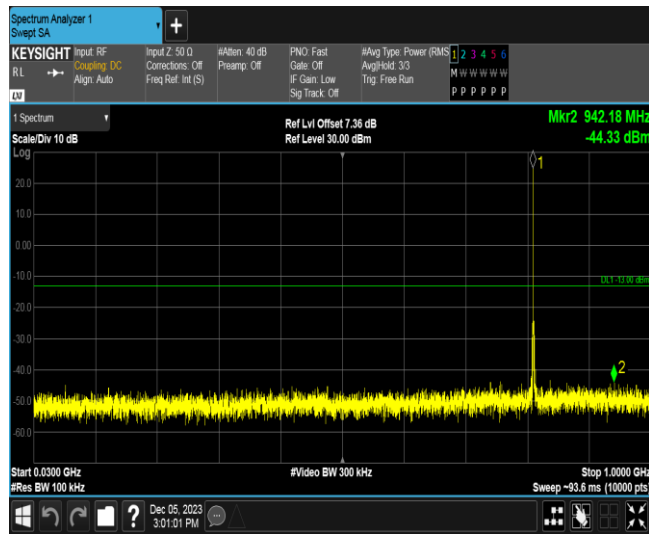 Spectrum Analyzer 1
Swept SA
+
KEYSIGHT
RL
LXI
Input: RF
Coupling: DC
Align: Auto
Input Z: 50 Ω
Corrections: Off
Freq Ref: Int (S)
#Atten: 40 dB
Preamp: Off
PNO: Fast
Gate: Off
IF Gain: Low
Sig Track: Off
#Avg Type: Power (RMS
Avg|Hold: 3/3
Trig: Free Run
1 2 3 4 5 6
M W W W W W
P P P P P P
1 Spectrum
Scale/Div 10 dB
Ref Lvl Offset 7.36 dB
Ref Level 30.00 dBm
Mkr2 942.18 MHz
-44.33 dBm
Log
1
20.0
10.0
0.00
-10.0
DL1 -13.00 dBm
-20.0
-30.0
-40.0
2
-50.0
-60.0
Start 0.0300 GHz
#Res BW 100 kHz
#Video BW 300 kHz
Stop 1.0000 GHz
Sweep ~93.6 ms (10000 pts)
?
Dec 05, 2023
3:01:01 PM